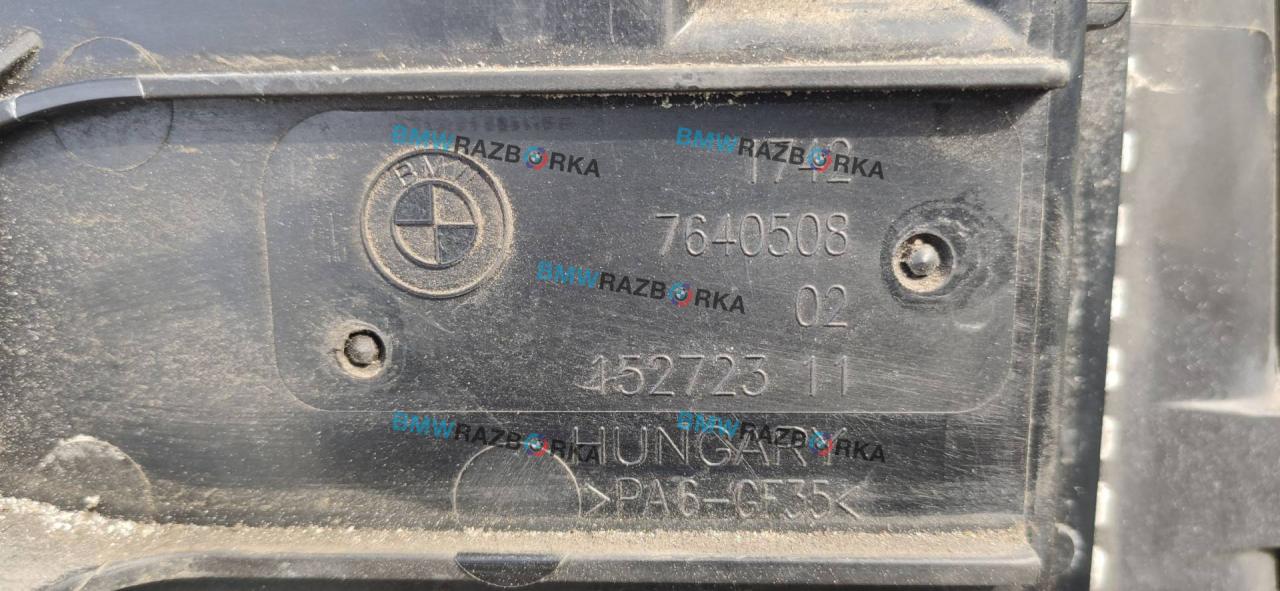 BMWRAZBORKA
BMWRAZBORKA
BMW
1742
7640508
BMWRAZBORKA
02
152723 11
BMWRAZBORKA
BMWRAZBORKA
HUNGARY
>PA6-GF35<